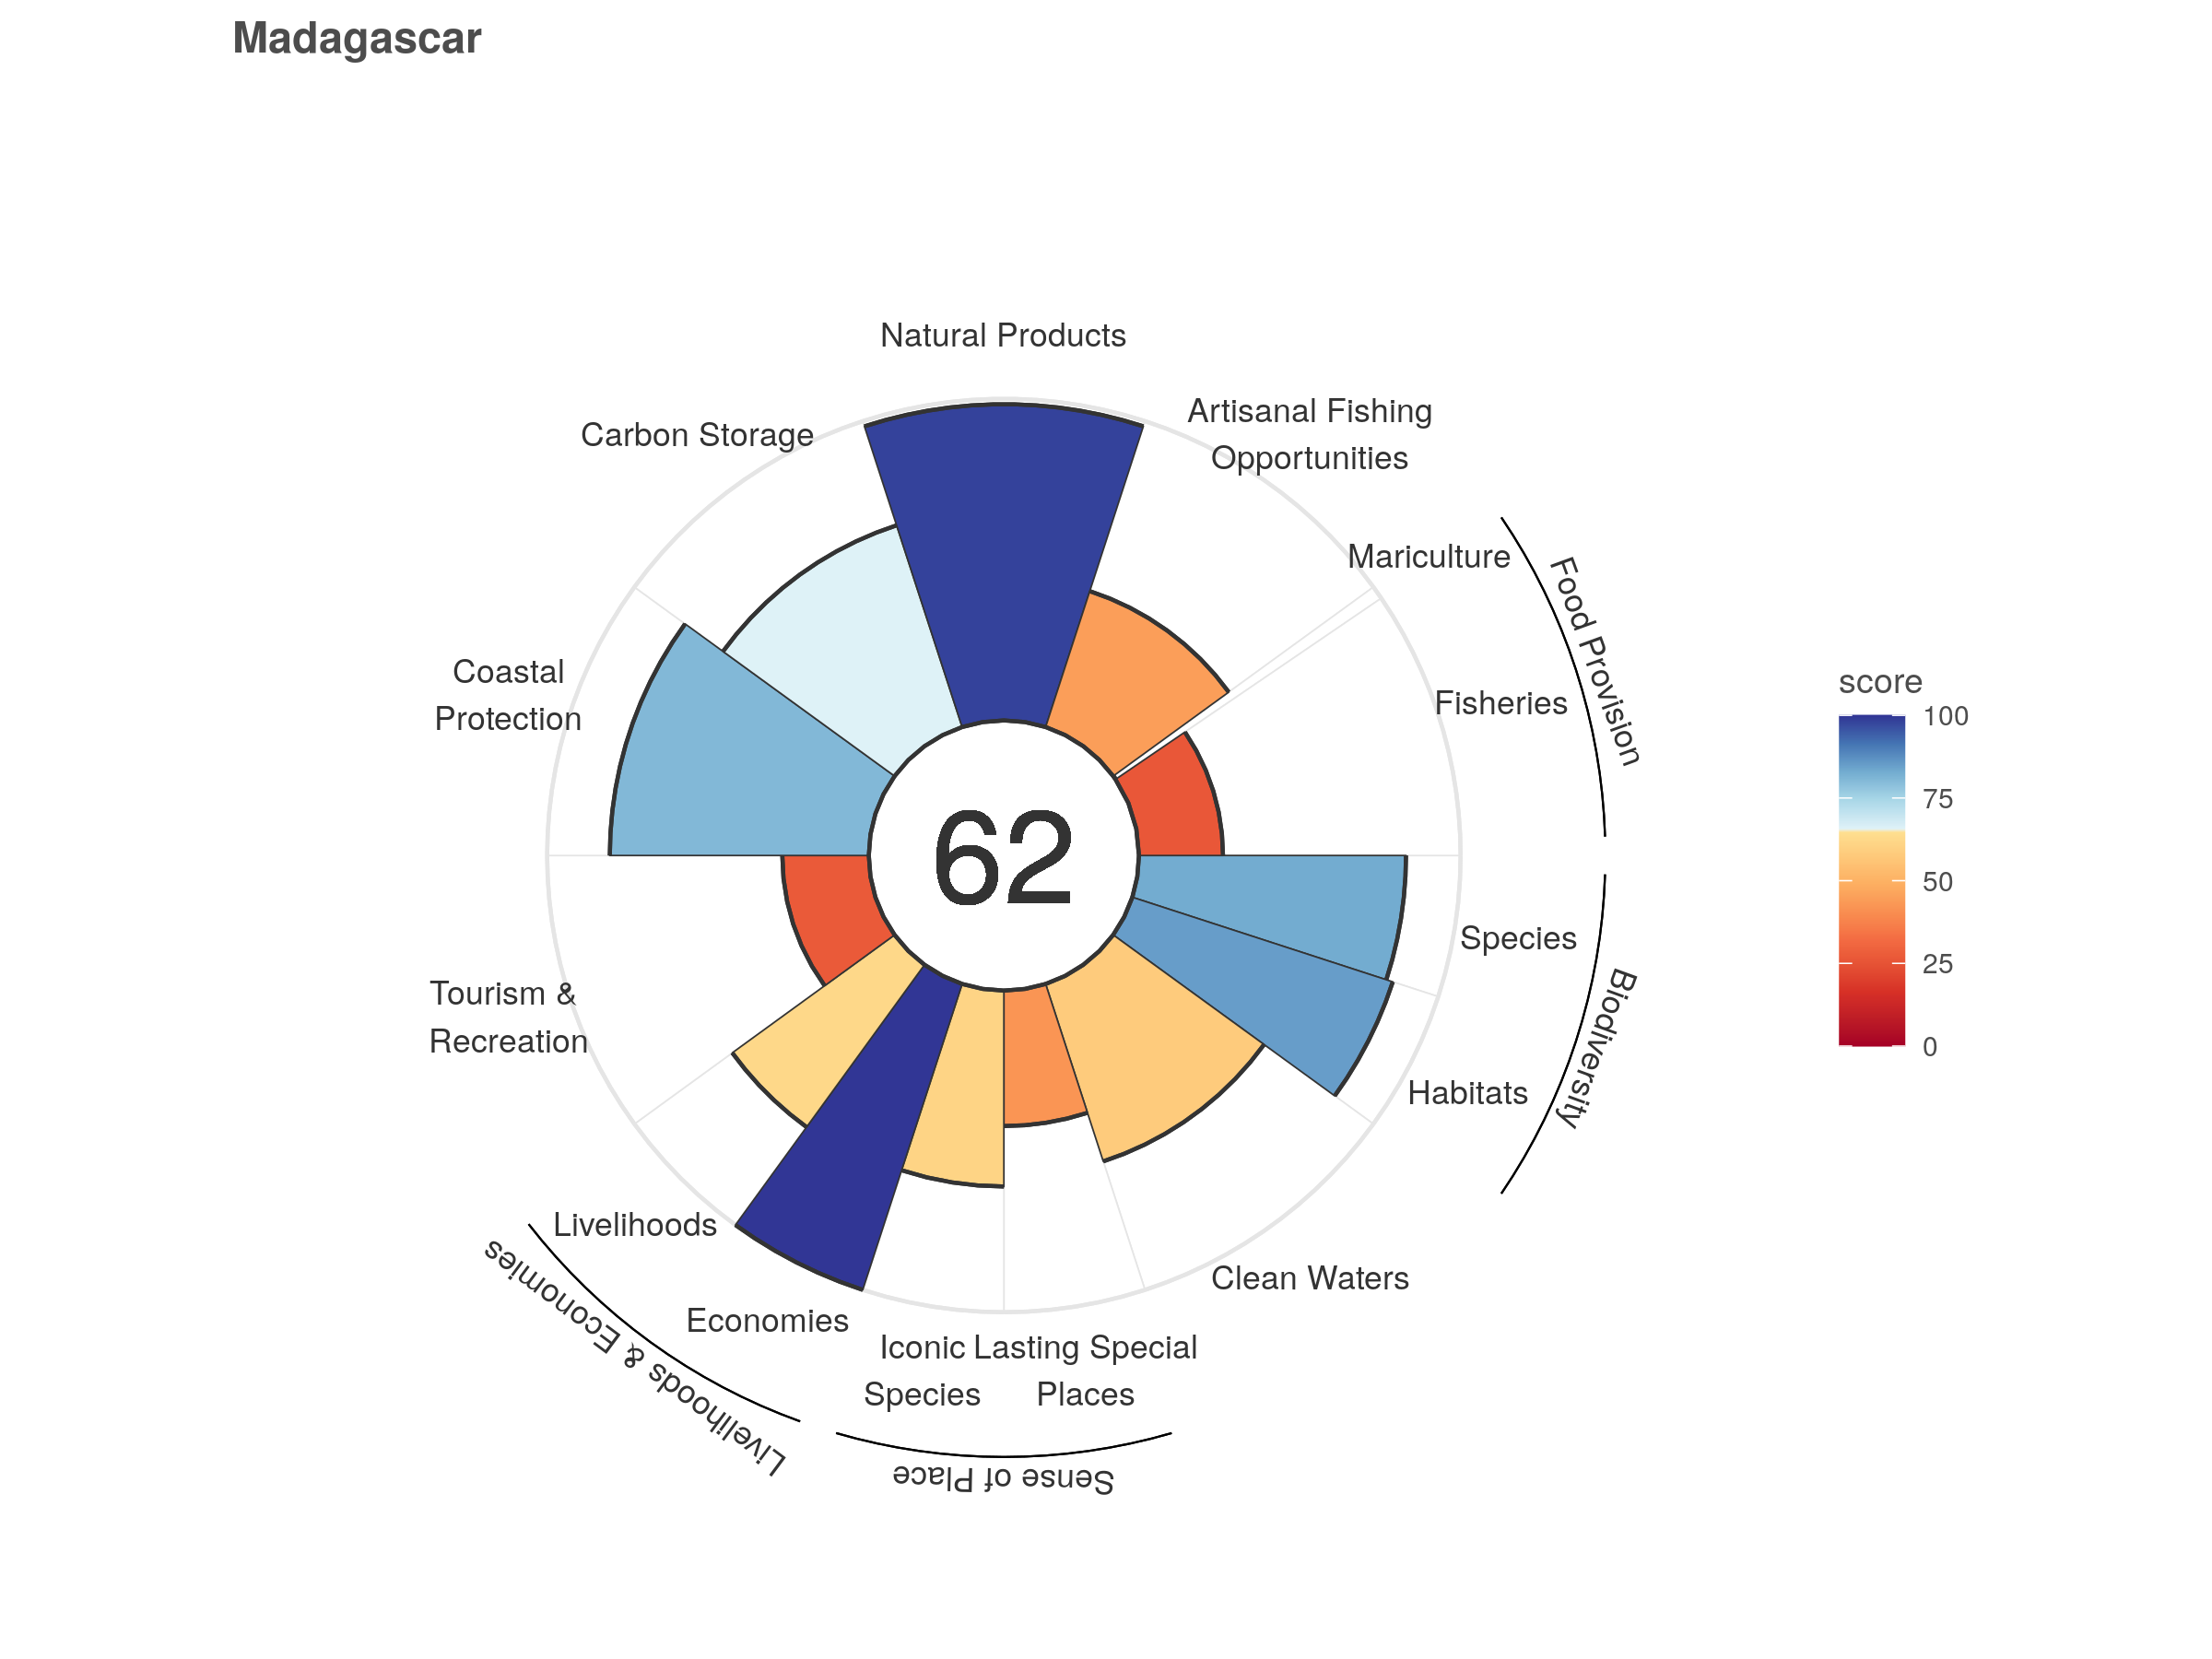 Madagascar
Natural Products
Artisanal Fishing
Opportunities
Carbon Storage
Mariculture
Food Provision
Fisheries
Coastal
Protection
score
100
75
50
25
0
62
Species
Biodiversity
Habitats
Tourism &
Recreation
Livelihoods
Economies
Livelihoods & Economies
Clean Waters
Iconic
Species
Lasting Special
Places
Sense of Place